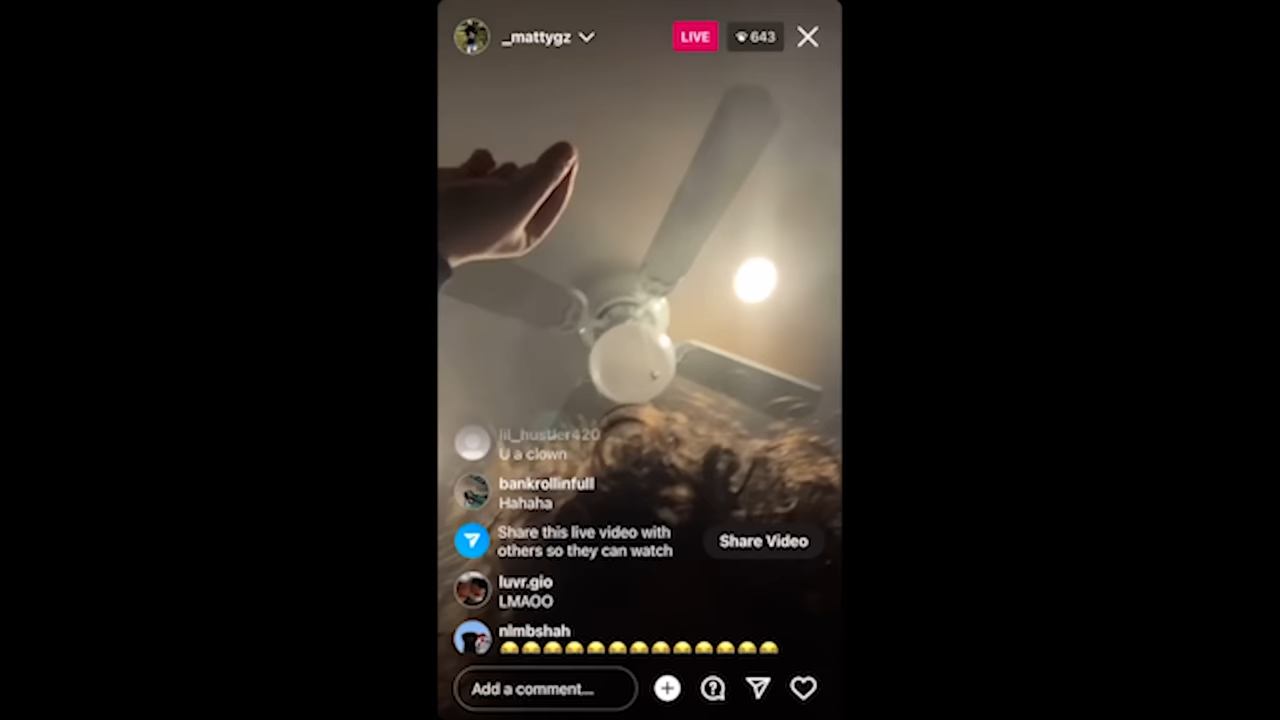 _mattygz
LIVE
643
lil_hustler420
U a clown
bankrollinfull
Hahaha
Share this live video with
others so they can watch
Share Video
luvr.gio
LMAOO
nlmbshah
😂😂😂😂😂😂😂😂😂😂😂😂😂
Add a comment...